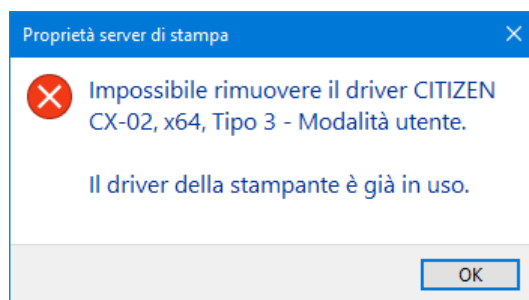 Proprietà server di stampa
Impossibile rimuovere il driver CITIZEN
CX-02, x64, Tipo 3 - Modalità utente.
Il driver della stampante è già in uso.
OK